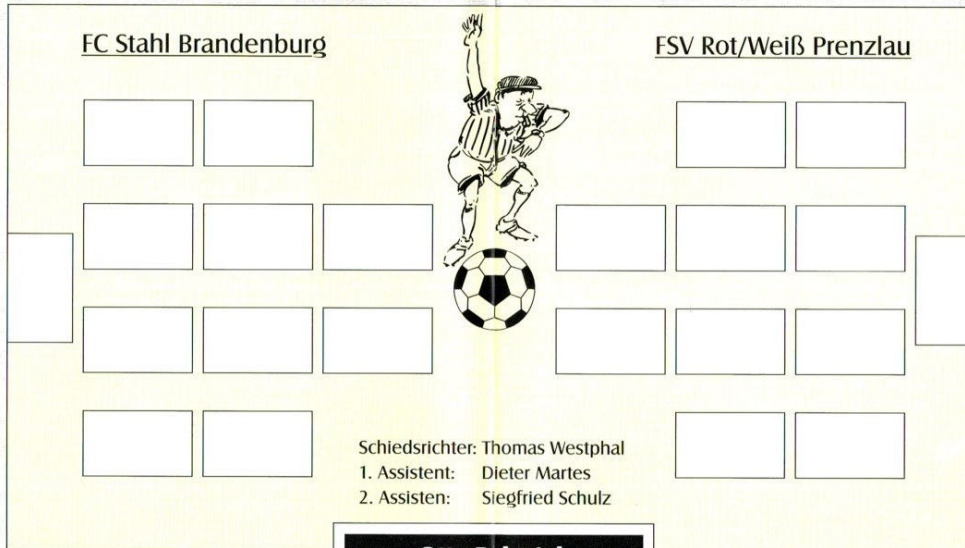 FC Stahl Brandenburg
FSV Rot/Weiß Prenzlau
Schiedsrichter: Thomas Westphal
1. Assistent: Dieter Martes
2. Assisten: Siegfried Schulz